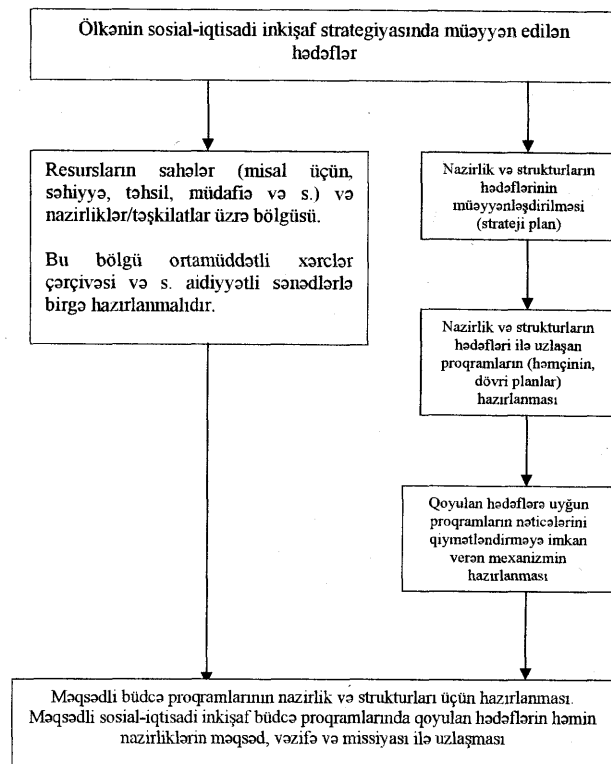 Ölkənin sosial-iqtisadi inkişaf strategiyasında müəyyən edilən
hədəflər
Resursların sahələr (misal üçün,
səhiyyə, təhsil, müdafiə və s.) və
nazirliklər/təşkilatlar üzrə bölgüsü.
Bu bölgü ortamüddətli xərclər
çərçivəsi və s. aidiyyətli sənədlərlə
birgə hazırlanmalıdır.
Nazirlik və strukturların
hədəflərinin
müəyyənləşdirilməsi
(strateji plan)
Nazirlik və strukturların
hədəfləri ilə uzlaşan
proqramların (həmçinin,
dövri planlar)
hazırlanması
Qoyulan hədəflərə uyğun
proqramların nəticələrini
qiymətləndirməyə imkan
verən mexanizmin
hazırlanması
Məqsədli büdcə proqramlarının nazirlik və strukturları üçün hazırlanması.
Məqsədli sosial-iqtisadi inkişaf büdcə proqramlarında qoyulan hədəflərin həmin
nazirliklərin məqsəd, vəzifə və missiyası ilə uzlaşması